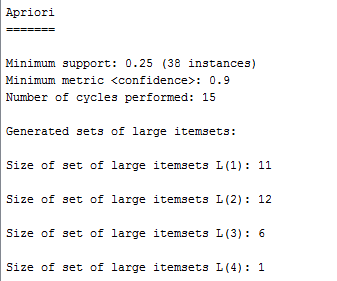 Apriori
=======
Minimum support: 0.25 (38 instances)
Minimum metric <confidence>: 0.9
Number of cycles performed: 15
Generated sets of large itemsets:
Size of set of large itemsets L(1): 11
Size of set of large itemsets L(2): 12
Size of set of large itemsets L(3): 6
Size of set of large itemsets L(4): 1